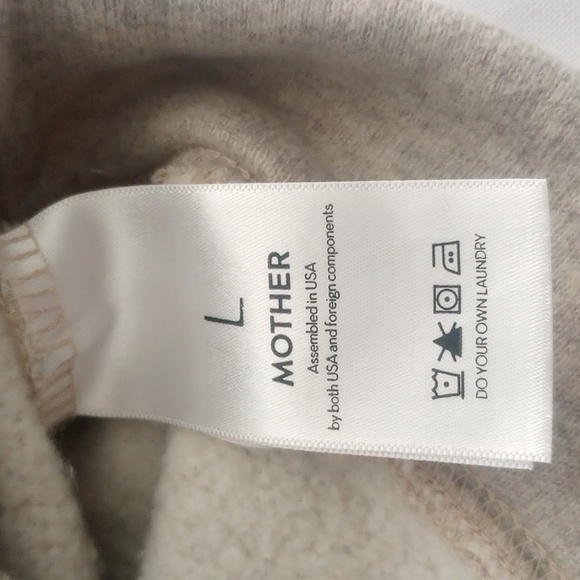 L
MOTHER
Assembled in USA
by both USA and foreign components
DO YOUR OWN LAUNDRY